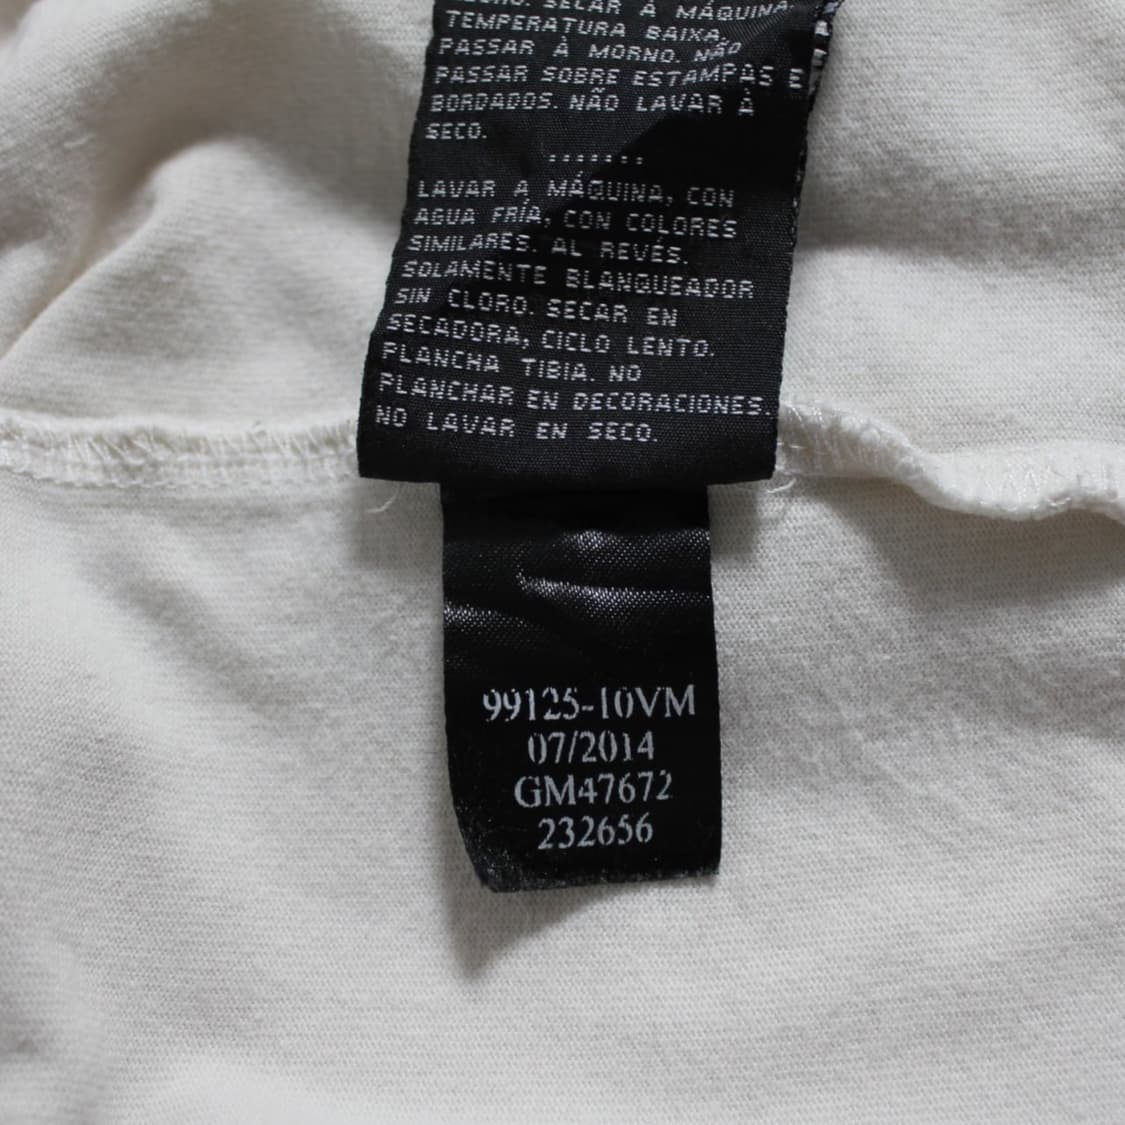 SECAR À MÁQUINA
TEMPERATURA BAIXA.
PASSAR À MORNO. NÃO
PASSAR SOBRE ESTAMPAS E
BORDADOS. NÃO LAVAR À
SECO.
.......
LAVAR A MÁQUINA, CON
AGUA FRÍA, CON COLORES
SIMILARES. AL REVÉS.
SOLAMENTE BLANQUEADOR
SIN CLORO. SECAR EN
SECADORA, CICLO LENTO.
PLANCHA TIBIA. NO
PLANCHAR EN DECORACIONES.
NO LAVAR EN SECO.
99125-10VM
07/2014
GM47672
232656